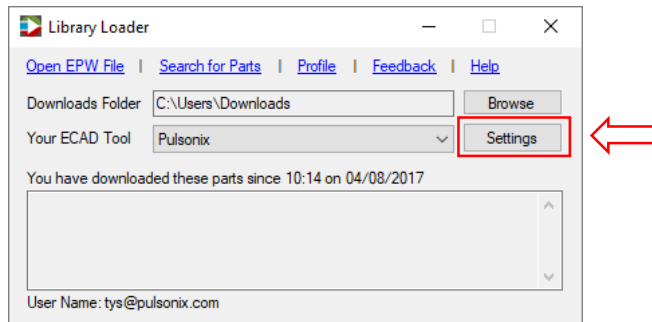 Library Loader
Open EPW File | Search for Parts | Profile | Feedback | Help
Downloads Folder C:\Users\Downloads Browse
Your ECAD Tool Pulsonix Settings
You have downloaded these parts since 10:14 on 04/08/2017
User Name: tys@pulsonix.com